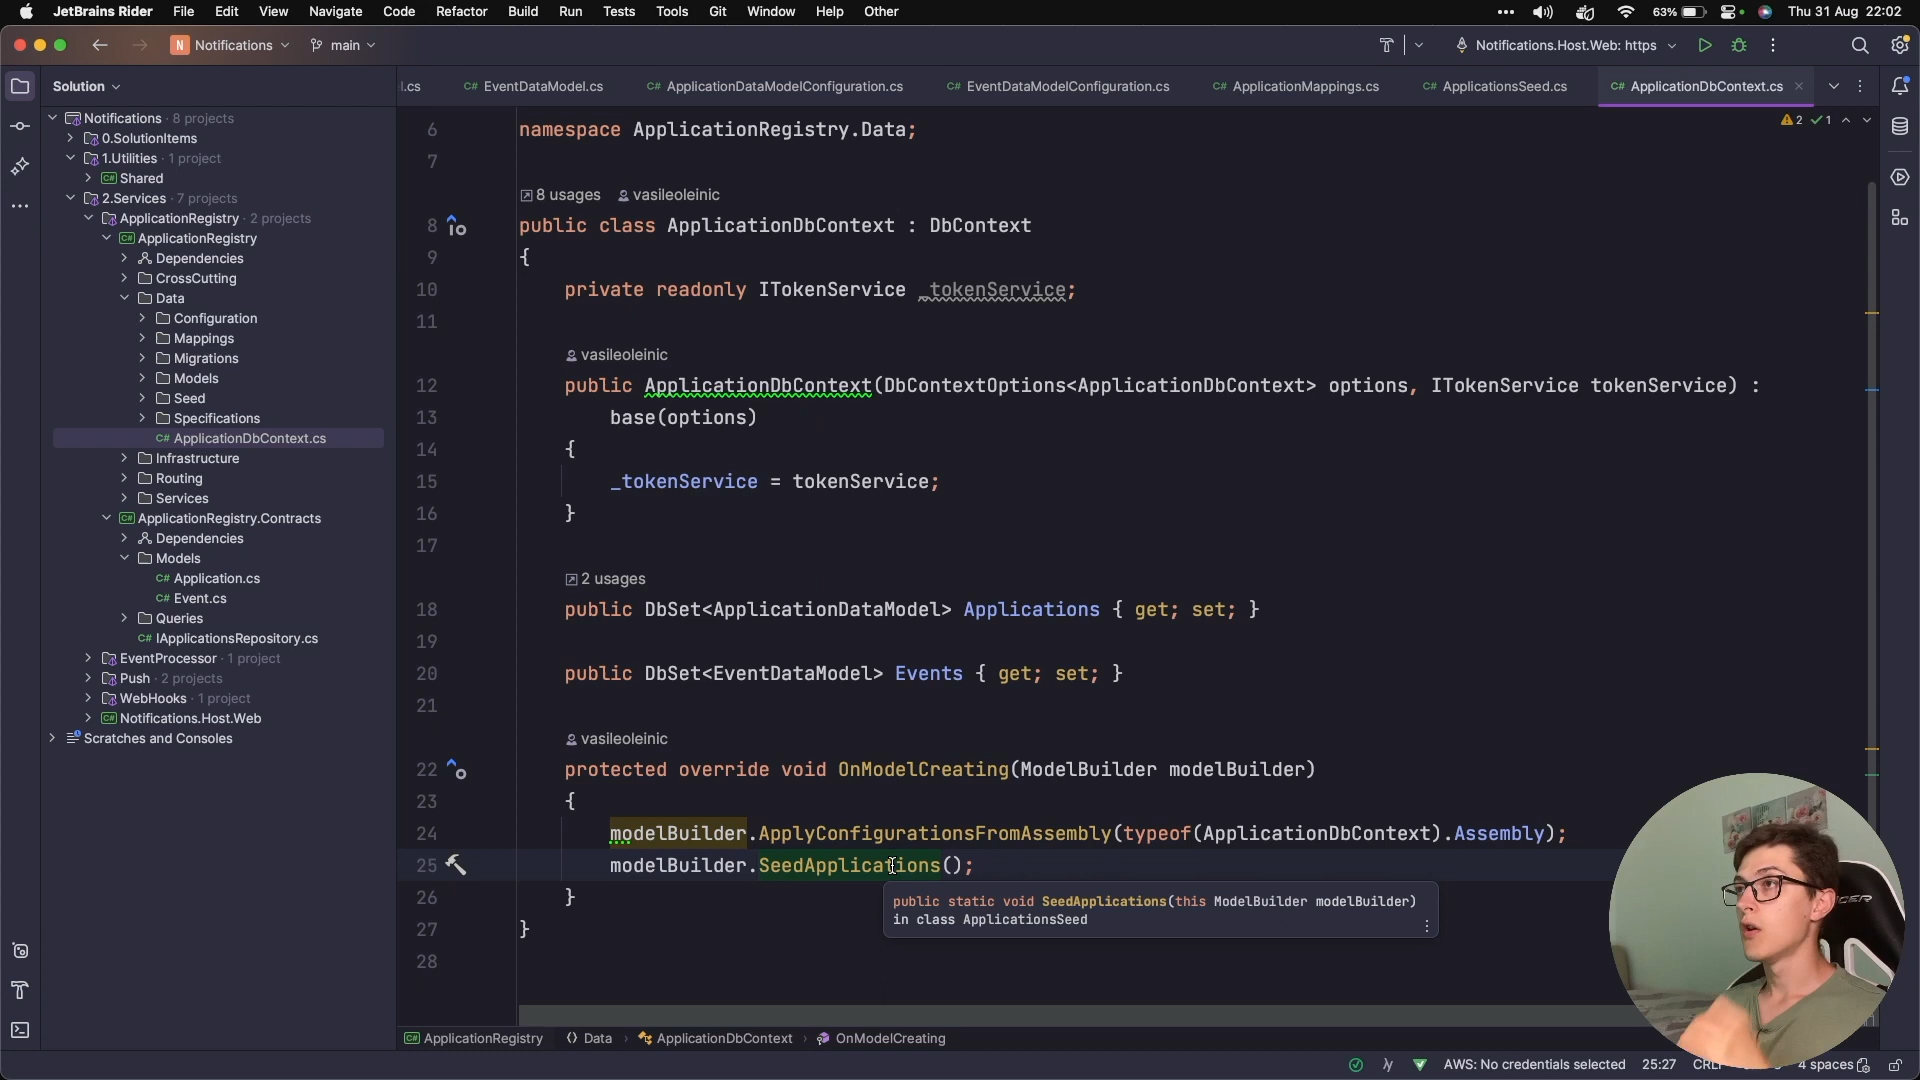 JetBrains Rider File Edit View Navigate Code Refactor Build Run Tests Tools Git Window Help Other 63% Thu 31 Aug 22:02
N Notifications main Notifications.Host.Web: https
Solution
l.cs C# EventDataModel.cs C# ApplicationDataModelConfiguration.cs C# EventDataModelConfiguration.cs C# ApplicationMappings.cs C# ApplicationsSeed.cs C# ApplicationDbContext.cs
2 1
Notifications · 8 projects
0.SolutionItems
1.Utilities · 1 project
C# Shared
2.Services · 7 projects
ApplicationRegistry · 2 projects
C# ApplicationRegistry
Dependencies
CrossCutting
Data
Configuration
Mappings
Migrations
Models
Seed
Specifications
C# ApplicationDbContext.cs
Infrastructure
Routing
Services
C# ApplicationRegistry.Contracts
Dependencies
Models
C# Application.cs
C# Event.cs
Queries
C# IApplicationsRepository.cs
EventProcessor · 1 project
Push · 2 projects
WebHooks · 1 project
C# Notifications.Host.Web
Scratches and Consoles
6 namespace ApplicationRegistry.Data;
7
8 usages vasileoleinic
8 public class ApplicationDbContext : DbContext
9 {
10 private readonly ITokenService _tokenService;
11
vasileoleinic
12 public ApplicationDbContext(DbContextOptions<ApplicationDbContext> options, ITokenService tokenService) :
13 base(options)
14 {
15 _tokenService = tokenService;
16 }
17
2 usages
18 public DbSet<ApplicationDataModel> Applications { get; set; }
19
20 public DbSet<EventDataModel> Events { get; set; }
21
vasileoleinic
22 protected override void OnModelCreating(ModelBuilder modelBuilder)
23 {
24 modelBuilder.ApplyConfigurationsFromAssembly(typeof(ApplicationDbContext).Assembly);
25 modelBuilder.SeedApplications();
26 }
public static void SeedApplications(this ModelBuilder modelBuilder)
in class ApplicationsSeed
27 }
28
C# ApplicationRegistry Data ApplicationDbContext OnModelCreating
AWS: No credentials selected 25:27 CRLF 4 spaces